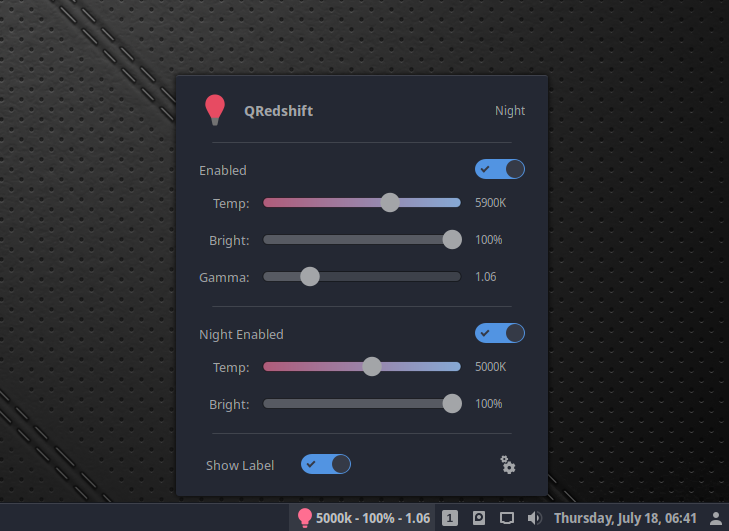 QRedshift Night
Enabled
Temp: 5900K
Bright: 100%
Gamma: 1.06
Night Enabled
Temp: 5000K
Bright: 100%
Show Label
5000k - 100% - 1.06 1 Thursday, July 18, 06:41